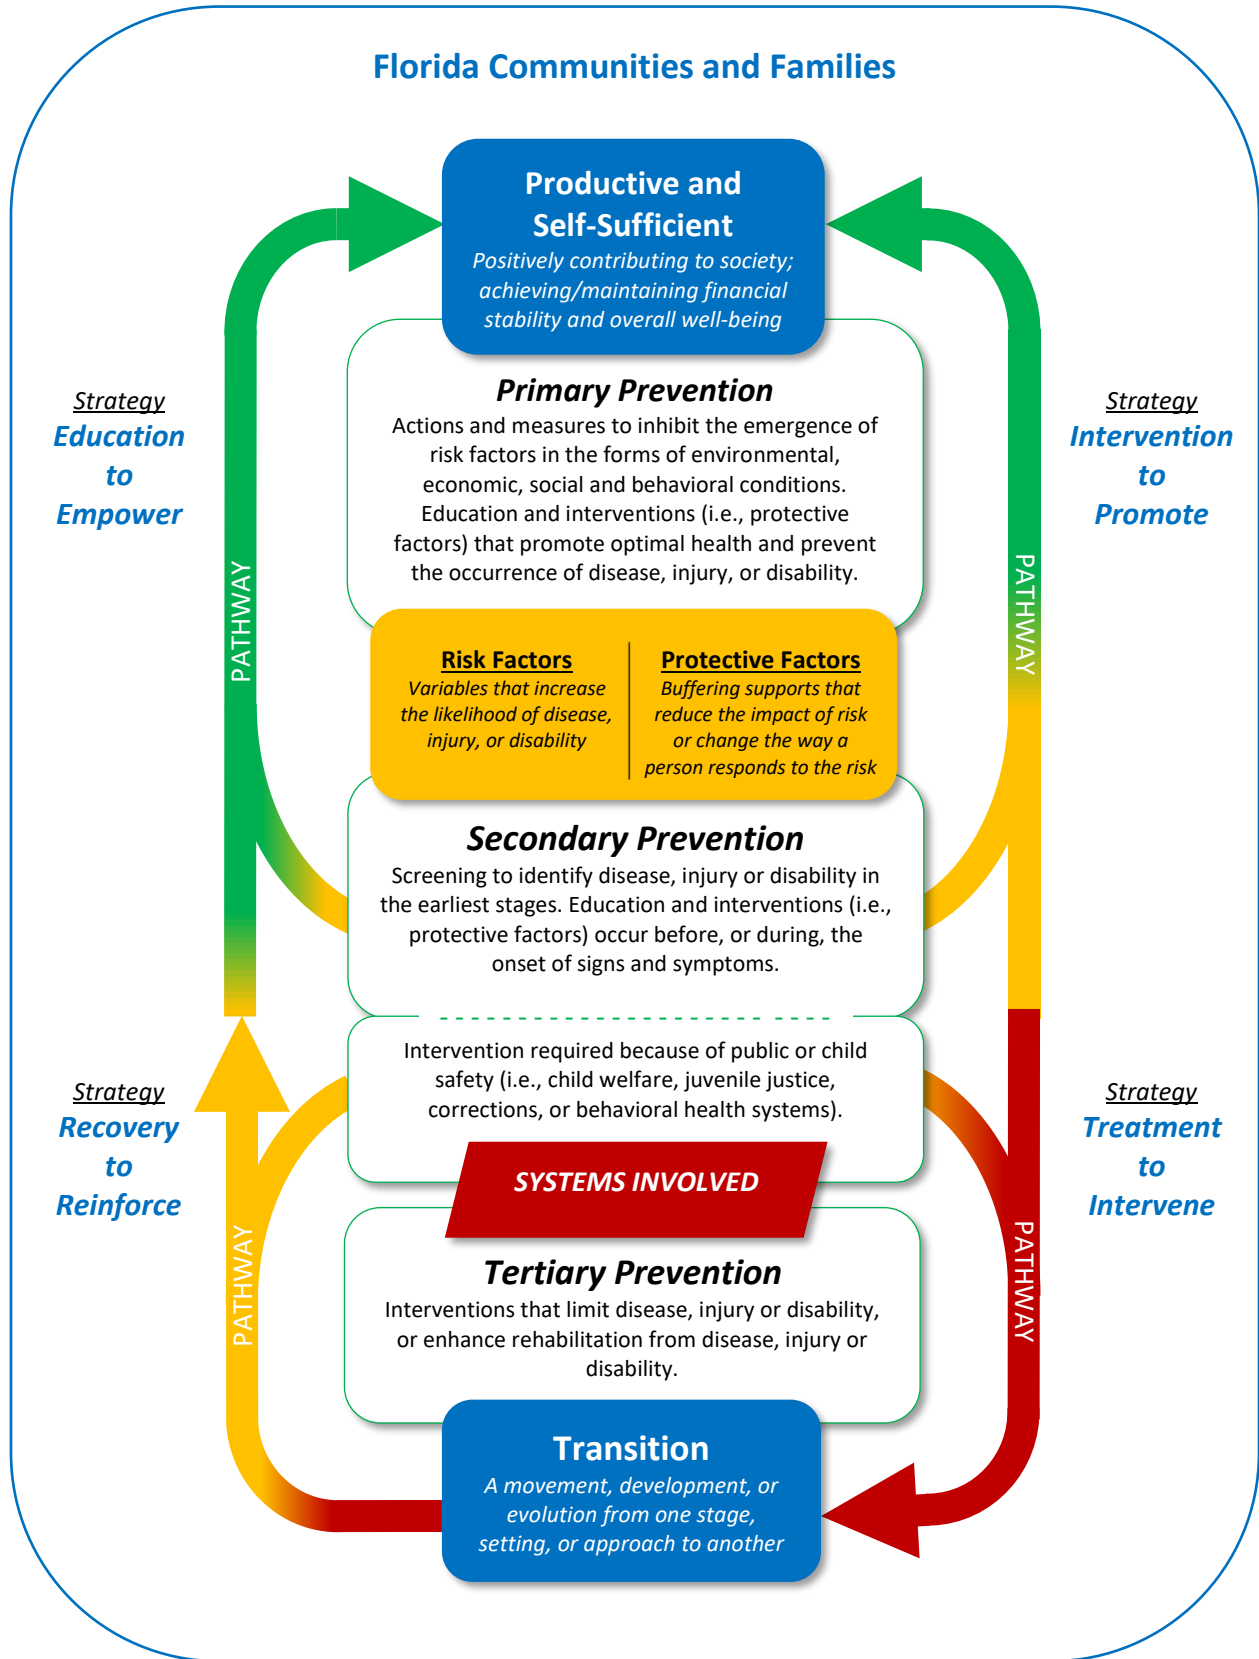 Florida Communities and Families
Productive and
Self-Sufficient
Positively contributing to society;
achieving/maintaining financial
stability and overall well-being
Primary Prevention
Actions and measures to inhibit the emergence of
risk factors in the forms of environmental,
economic, social and behavioral conditions.
Education and interventions (i.e., protective
factors) that promote optimal health and prevent
the occurrence of disease, injury, or disability.
Strategy
Education
to
Empower
Strategy
Intervention
to
Promote
PATHWAY
PATHWAY
Risk Factors
Variables that increase
the likelihood of disease,
injury, or disability
Protective Factors
Buffering supports that
reduce the impact of risk
or change the way a
person responds to the risk
Secondary Prevention
Screening to identify disease, injury or disability in
the earliest stages. Education and interventions (i.e.,
protective factors) occur before, or during, the
onset of signs and symptoms.
Intervention required because of public or child
safety (i.e., child welfare, juvenile justice,
corrections, or behavioral health systems).
Strategy
Recovery
to
Reinforce
Strategy
Treatment
to
Intervene
SYSTEMS INVOLVED
PATHWAY
PATHWAY
Tertiary Prevention
Interventions that limit disease, injury or disability,
or enhance rehabilitation from disease, injury or
disability.
Transition
A movement, development, or
evolution from one stage,
setting, or approach to another